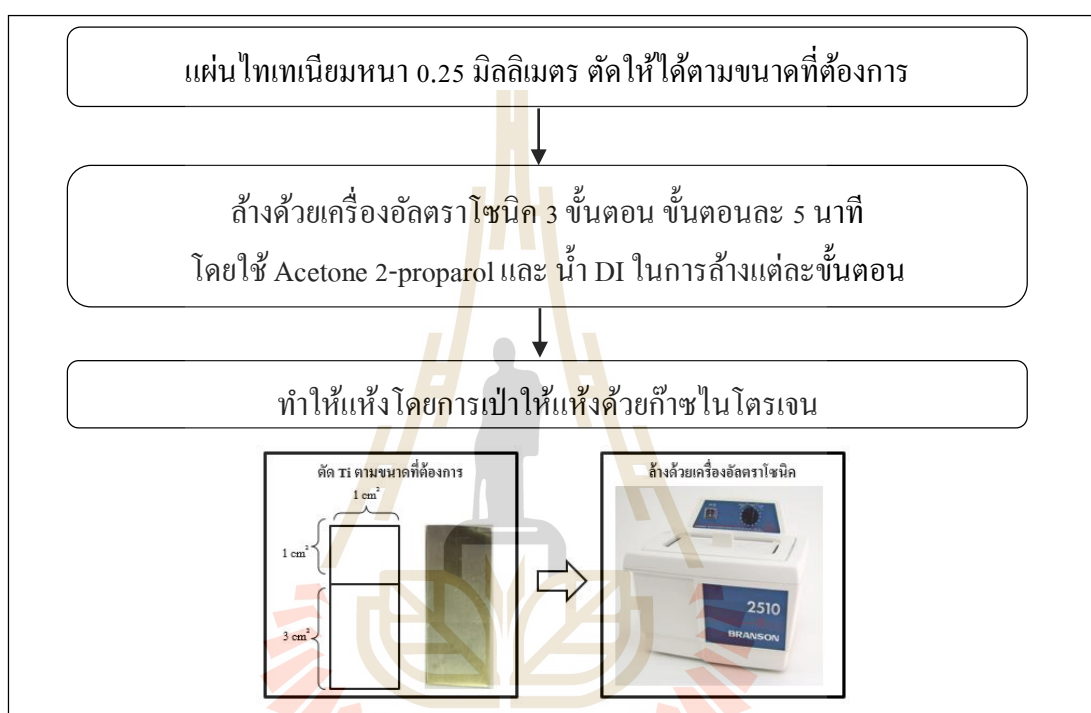 แผ่นไทเทเนียมหนา 0.25 มิลลิเมตร ตัดให้ได้ตามขนาดที่ต้องการ
ล้างด้วยเครื่องอัลตราโซนิค 3 ขั้นตอน ขั้นตอนละ 5 นาที
โดยใช้ Acetone 2-proparol และ น้ำ DI ในการล้างแต่ละขั้นตอน
ทำให้แห้งโดยการเป่าให้แห้งด้วยก๊าซไนโตรเจน
ตัด Ti ตามขนาดที่ต้องการ
1 cm²
1 cm²
3 cm²
ล้างด้วยเครื่องอัลตราโซนิค
2510
BRANSON